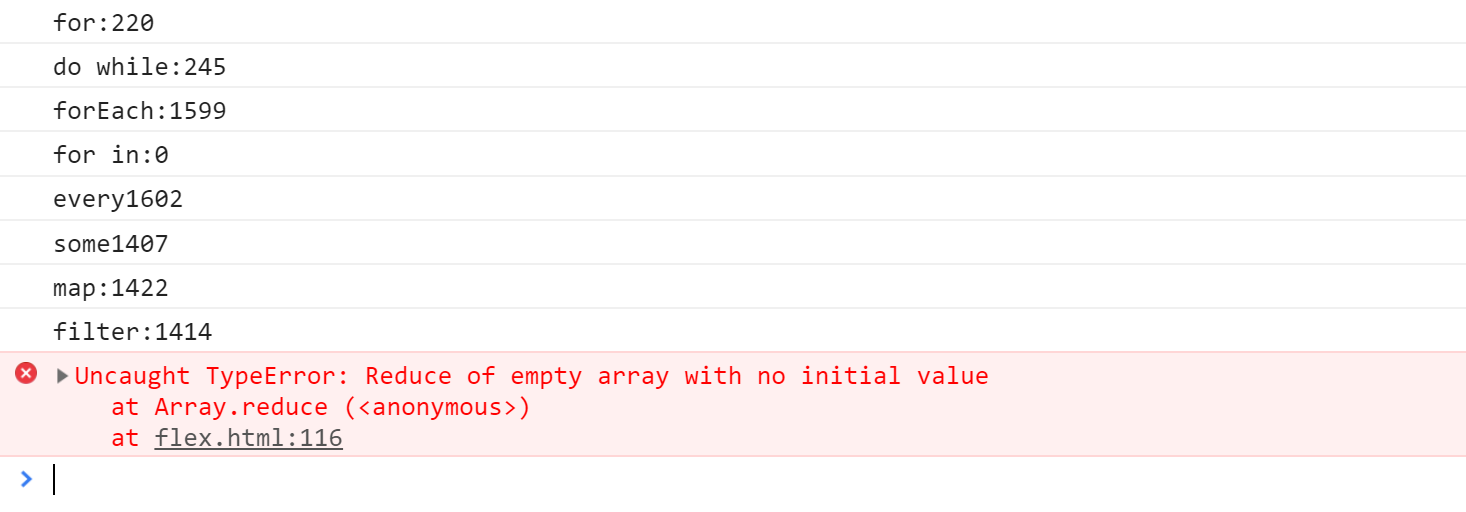 for:220
do while:245
forEach:1599
for in:0
every1602
some1407
map:1422
filter:1414
Uncaught TypeError: Reduce of empty array with no initial value
at Array.reduce (<anonymous>)
at flex.html:116